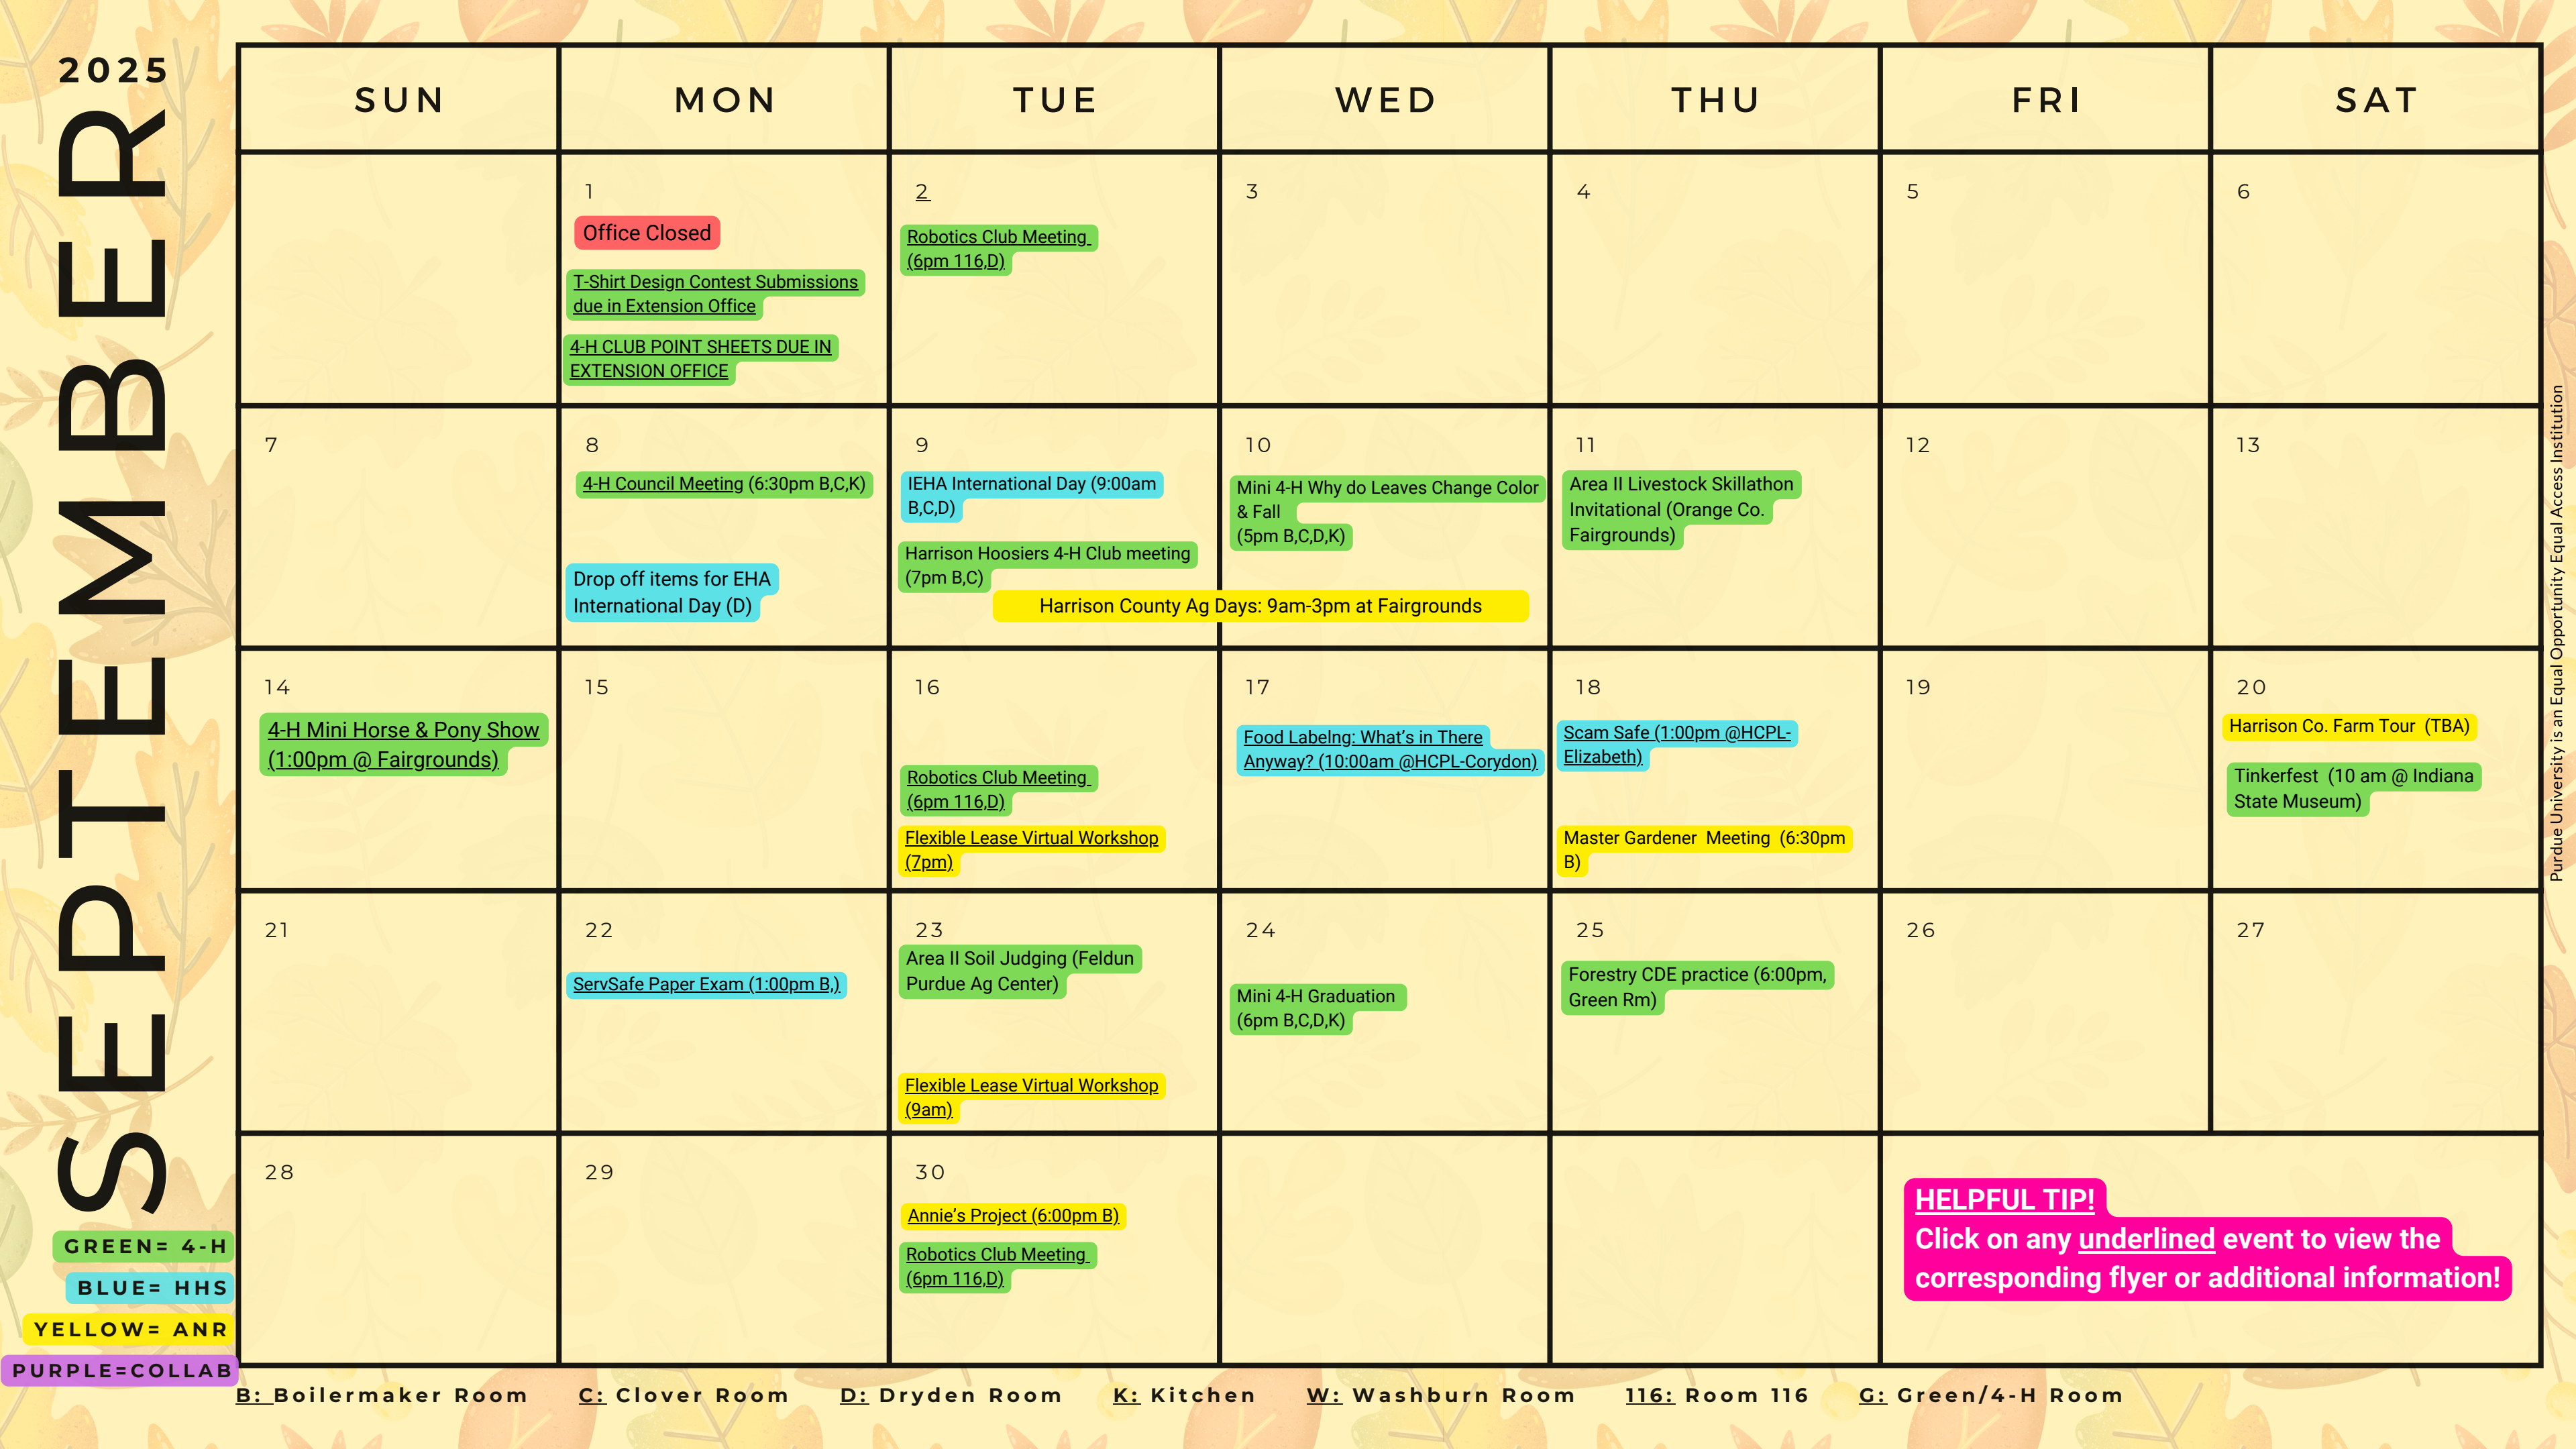 2025
SEPTEMBER
SUN
MON
TUE
WED
THU
FRI
SAT
1
Office Closed
T-Shirt Design Contest Submissions
due in Extension Office
4-H CLUB POINT SHEETS DUE IN
EXTENSION OFFICE
2
Robotics Club Meeting
(6pm 116,D)
3
4
5
6
7
8
4-H Council Meeting (6:30pm B,C,K)
Drop off items for EHA
International Day (D)
9
IEHA International Day (9:00am
B,C,D)
Harrison Hoosiers 4-H Club meeting
(7pm B,C)
Harrison County Ag Days: 9am-3pm at Fairgrounds
10
Mini 4-H Why do Leaves Change Color
& Fall
(5pm B,C,D,K)
11
Area II Livestock Skillathon
Invitational (Orange Co.
Fairgrounds)
12
13
14
4-H Mini Horse & Pony Show
(1:00pm @ Fairgrounds)
15
16
Robotics Club Meeting
(6pm 116,D)
Flexible Lease Virtual Workshop
(7pm)
17
Food Labelng: What's in There
Anyway? (10:00am @HCPL-Corydon)
18
Scam Safe (1:00pm @HCPL-
Elizabeth)
Master Gardener Meeting (6:30pm
B)
19
20
Harrison Co. Farm Tour (TBA)
Tinkerfest (10 am @ Indiana
State Museum)
21
22
ServSafe Paper Exam (1:00pm B,)
23
Area II Soil Judging (Feldun
Purdue Ag Center)
Flexible Lease Virtual Workshop
(9am)
24
Mini 4-H Graduation
(6pm B,C,D,K)
25
Forestry CDE practice (6:00pm,
Green Rm)
26
27
28
29
30
Annie's Project (6:00pm B)
Robotics Club Meeting
(6pm 116,D)
HELPFUL TIP!
Click on any underlined event to view the
corresponding flyer or additional information!
GREEN= 4-H
BLUE= HHS
YELLOW= ANR
PURPLE=COLLAB
B: Boilermaker Room C: Clover Room D: Dryden Room K: Kitchen W: Washburn Room 116: Room 116 G: Green/4-H Room
Purdue University is an Equal Opportunity Equal Access Institution